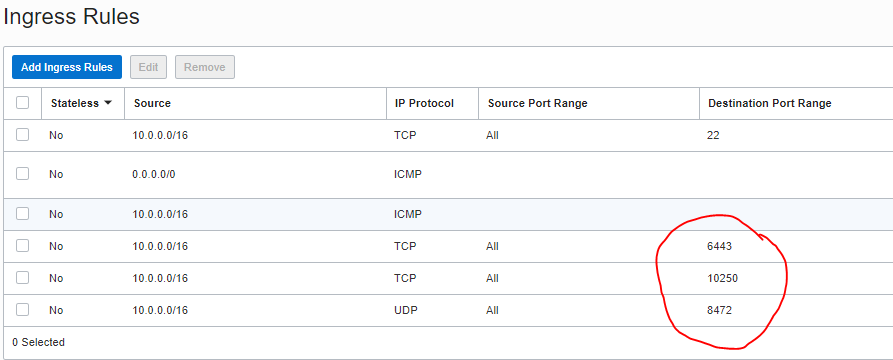 Ingress Rules
Add Ingress Rules Edit Remove
Stateless Source IP Protocol Source Port Range Destination Port Range
No 10.0.0.0/16 TCP All 22
No 0.0.0.0/0 ICMP
No 10.0.0.0/16 ICMP
No 10.0.0.0/16 TCP All 6443
No 10.0.0.0/16 TCP All 10250
No 10.0.0.0/16 UDP All 8472
0 Selected